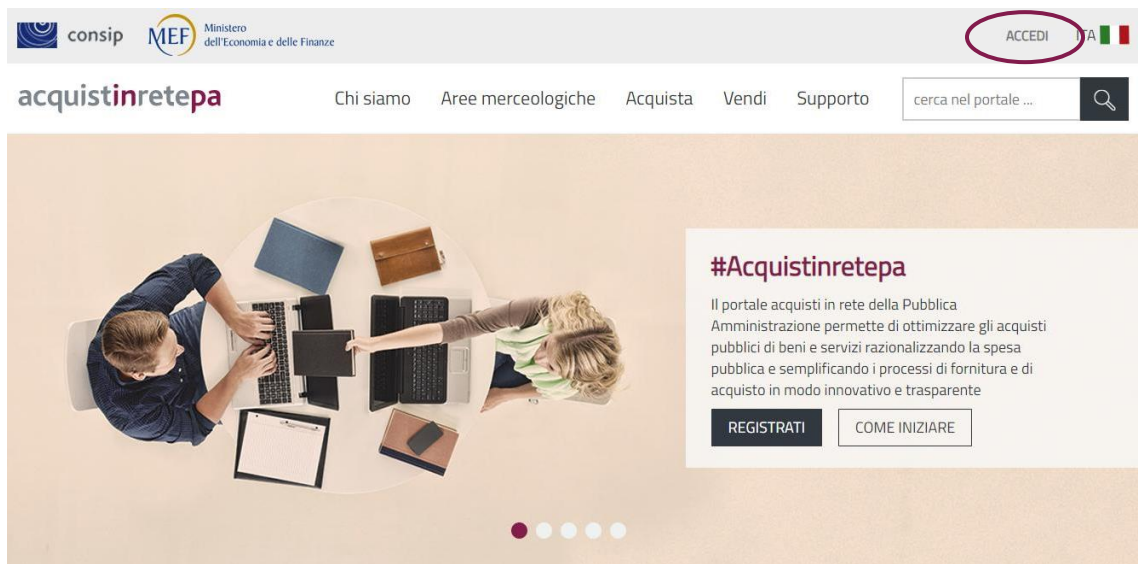 consip
MEF
Ministero
dell'Economia e delle Finanze
ACCEDI
ITA
acquistinretepa
Chi siamo
Aree merceologiche
Acquista
Vendi
Supporto
cerca nel portale ...
#Acquistinretepa
Il portale acquisti in rete della Pubblica
Amministrazione permette di ottimizzare gli acquisti
pubblici di beni e servizi razionalizzando la spesa
pubblica e semplificando i processi di fornitura e di
acquisto in modo innovativo e trasparente
REGISTRATI
COME INIZIARE